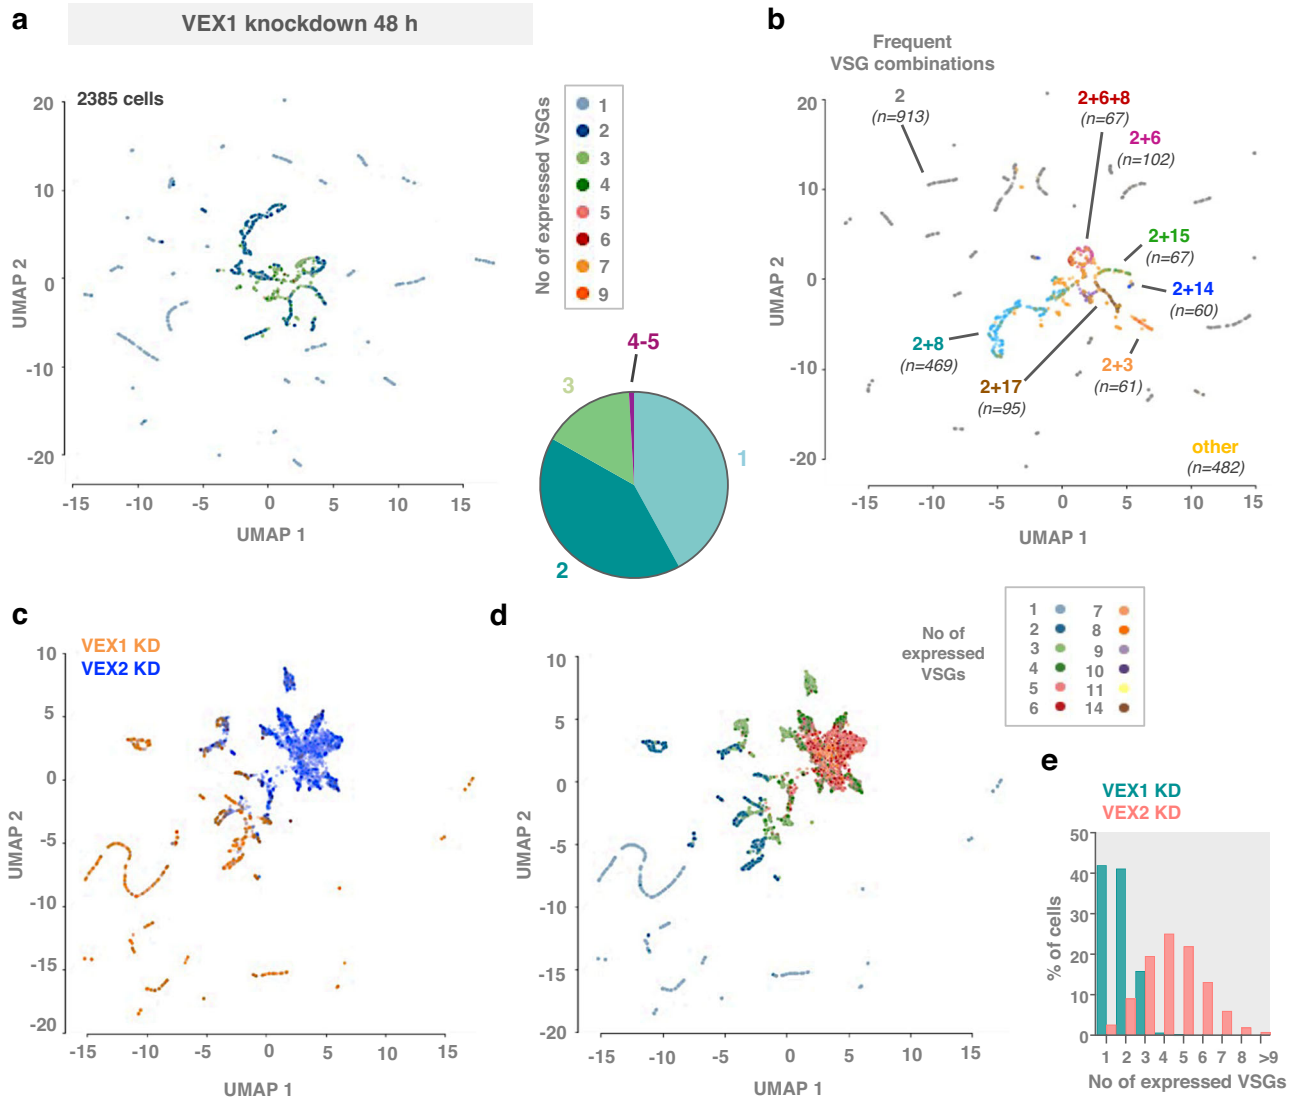 a
VEX1 knockdown 48 h
2385 cells
20
10
0
-10
-20
UMAP 2
-15
-10
-5
0
5
10
15
UMAP 1
No of expressed VSGs
1
2
3
4
5
6
7
9
4-5
3
1
2
b
Frequent
VSG combinations
2
(n=913)
2+6+8
(n=67)
2+6
(n=102)
2+15
(n=67)
2+14
(n=60)
2+8
(n=469)
2+17
(n=95)
2+3
(n=61)
other
(n=482)
20
10
0
-10
-20
UMAP 2
-15
-10
-5
0
5
10
15
UMAP 1
c
VEX1 KD
VEX2 KD
10
5
0
-5
-10
-15
-20
UMAP 2
-15
-10
-5
0
5
10
15
UMAP 1
d
No of
expressed
VSGs
1 7
2 8
3 9
4 10
5 11
6 14
10
5
0
-5
-10
-15
-20
UMAP 2
-15
-10
-5
0
5
10
15
UMAP 1
e
VEX1 KD
VEX2 KD
50
40
30
20
10
0
% of cells
1 2 3 4 5 6 7 8 >9
No of expressed VSGs